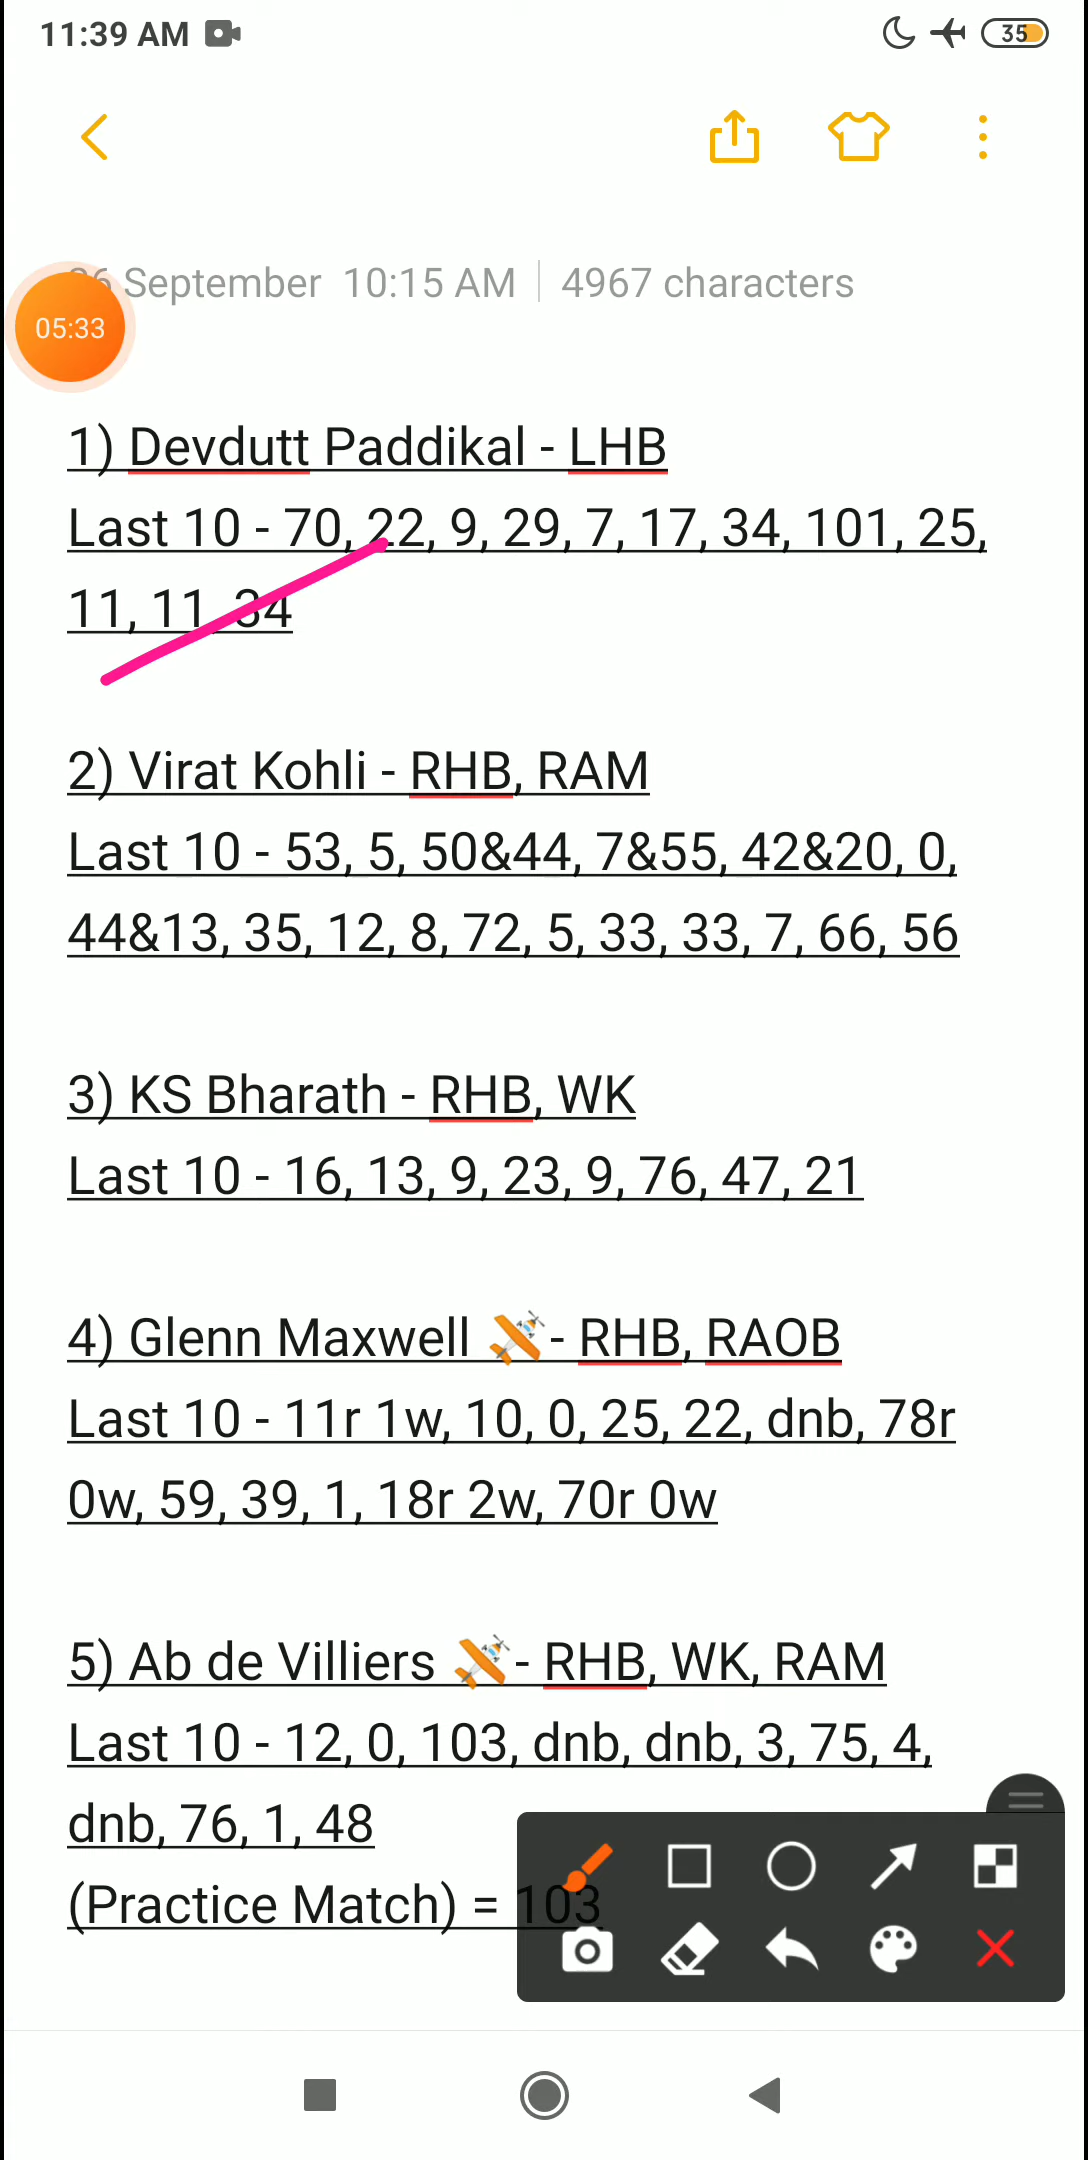 11:39 AM
35
6 September 10:15 AM | 4967 characters
05:33
1) Devdutt Paddikal - LHB
Last 10 - 70, 22, 9, 29, 7, 17, 34, 101, 25,
11, 11, 34
2) Virat Kohli - RHB, RAM
Last 10 - 53, 5, 50&44, 7&55, 42&20, 0,
44&13, 35, 12, 8, 72, 5, 33, 33, 7, 66, 56
3) KS Bharath - RHB, WK
Last 10 - 16, 13, 9, 23, 9, 76, 47, 21
4) Glenn Maxwell 🛩- RHB, RAOB
Last 10 - 11r 1w, 10, 0, 25, 22, dnb, 78r
0w, 59, 39, 1, 18r 2w, 70r 0w
5) Ab de Villiers 🛩- RHB, WK, RAM
Last 10 - 12, 0, 103, dnb, dnb, 3, 75, 4,
dnb, 76, 1, 48
(Practice Match) = 103